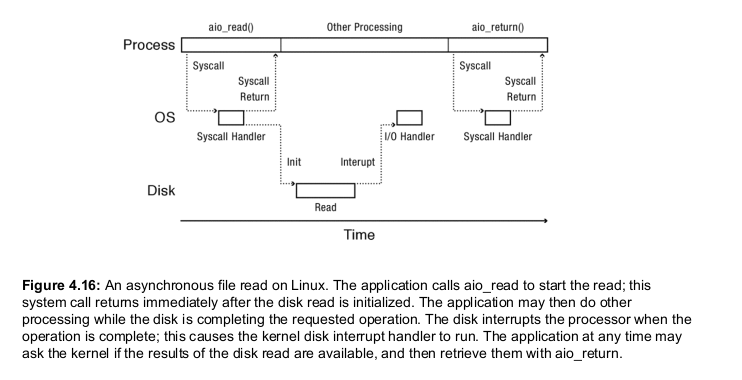 aio_read() Other Processing aio_return()
Process
Syscall Syscall
Syscall Syscall
Return Return
OS
Syscall Handler I/O Handler Syscall Handler
Init Interupt
Disk
Read
Time
Figure 4.16: An asynchronous file read on Linux. The application calls aio_read to start the read; this
system call returns immediately after the disk read is initialized. The application may then do other
processing while the disk is completing the requested operation. The disk interrupts the processor when the
operation is complete; this causes the kernel disk interrupt handler to run. The application at any time may
ask the kernel if the results of the disk read are available, and then retrieve them with aio_return.